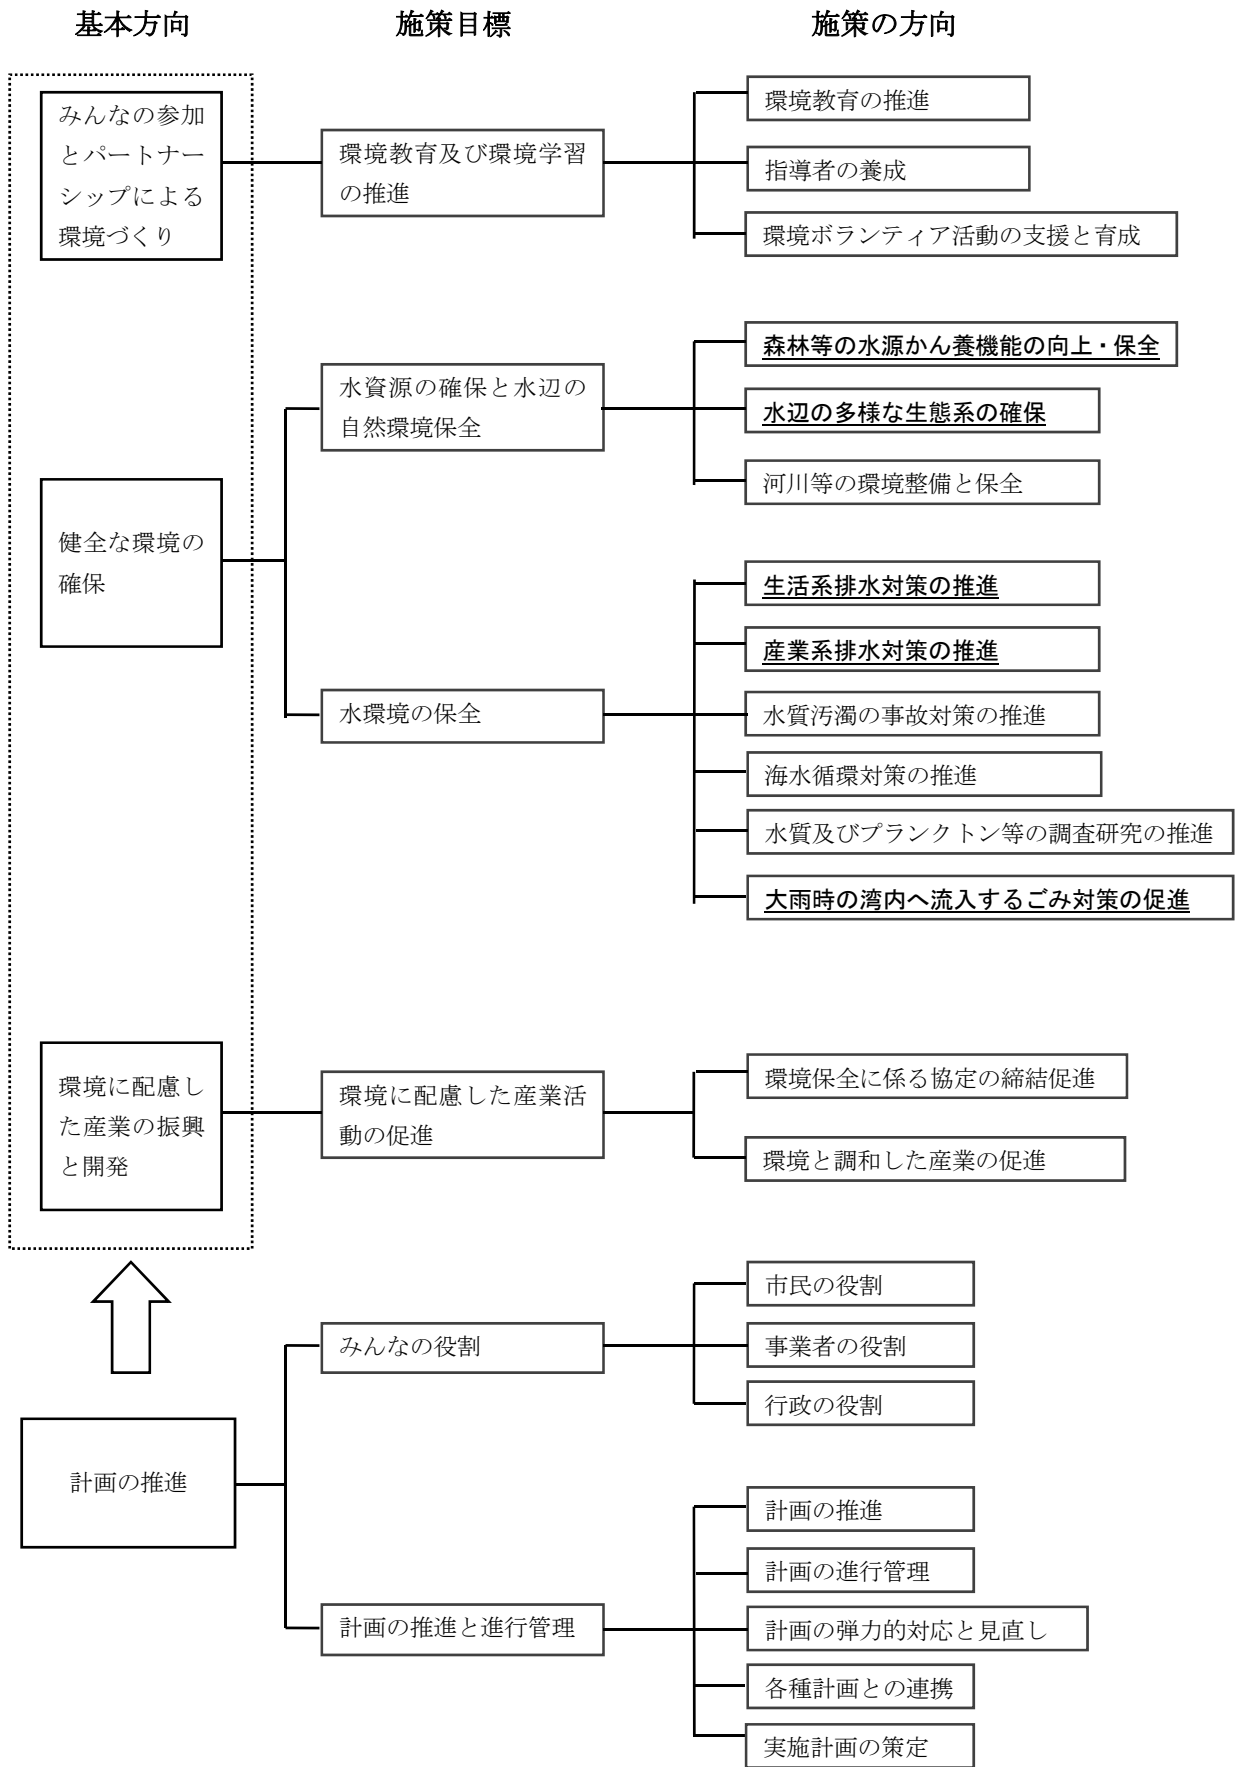 基本方向
施策目標
施策の方向
みんなの参加
とパートナー
シップによる
環境づくり
環境教育及び環境学習
の推進
環境教育の推進
指導者の養成
環境ボランティア活動の支援と育成
健全な環境の
確保
水資源の確保と水辺の
自然環境保全
森林等の水源かん養機能の向上・保全
水辺の多様な生態系の確保
河川等の環境整備と保全
水環境の保全
生活系排水対策の推進
産業系排水対策の推進
水質汚濁の事故対策の推進
海水循環対策の推進
水質及びプランクトン等の調査研究の推進
大雨時の湾内へ流入するごみ対策の促進
環境に配慮し
た産業の振興
と開発
環境に配慮した産業活
動の促進
環境保全に係る協定の締結促進
環境と調和した産業の促進
計画の推進
みんなの役割
市民の役割
事業者の役割
行政の役割
計画の推進と進行管理
計画の推進
計画の進行管理
計画の弾力的対応と見直し
各種計画との連携
実施計画の策定